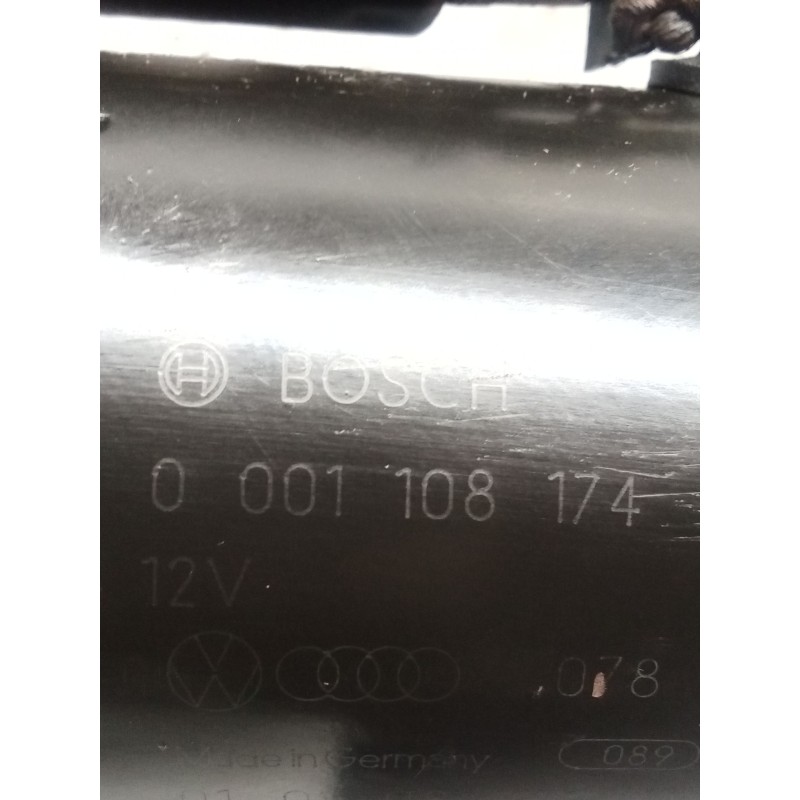 BOSCH
0 001 108 174
12V
078
Made in Germany 089